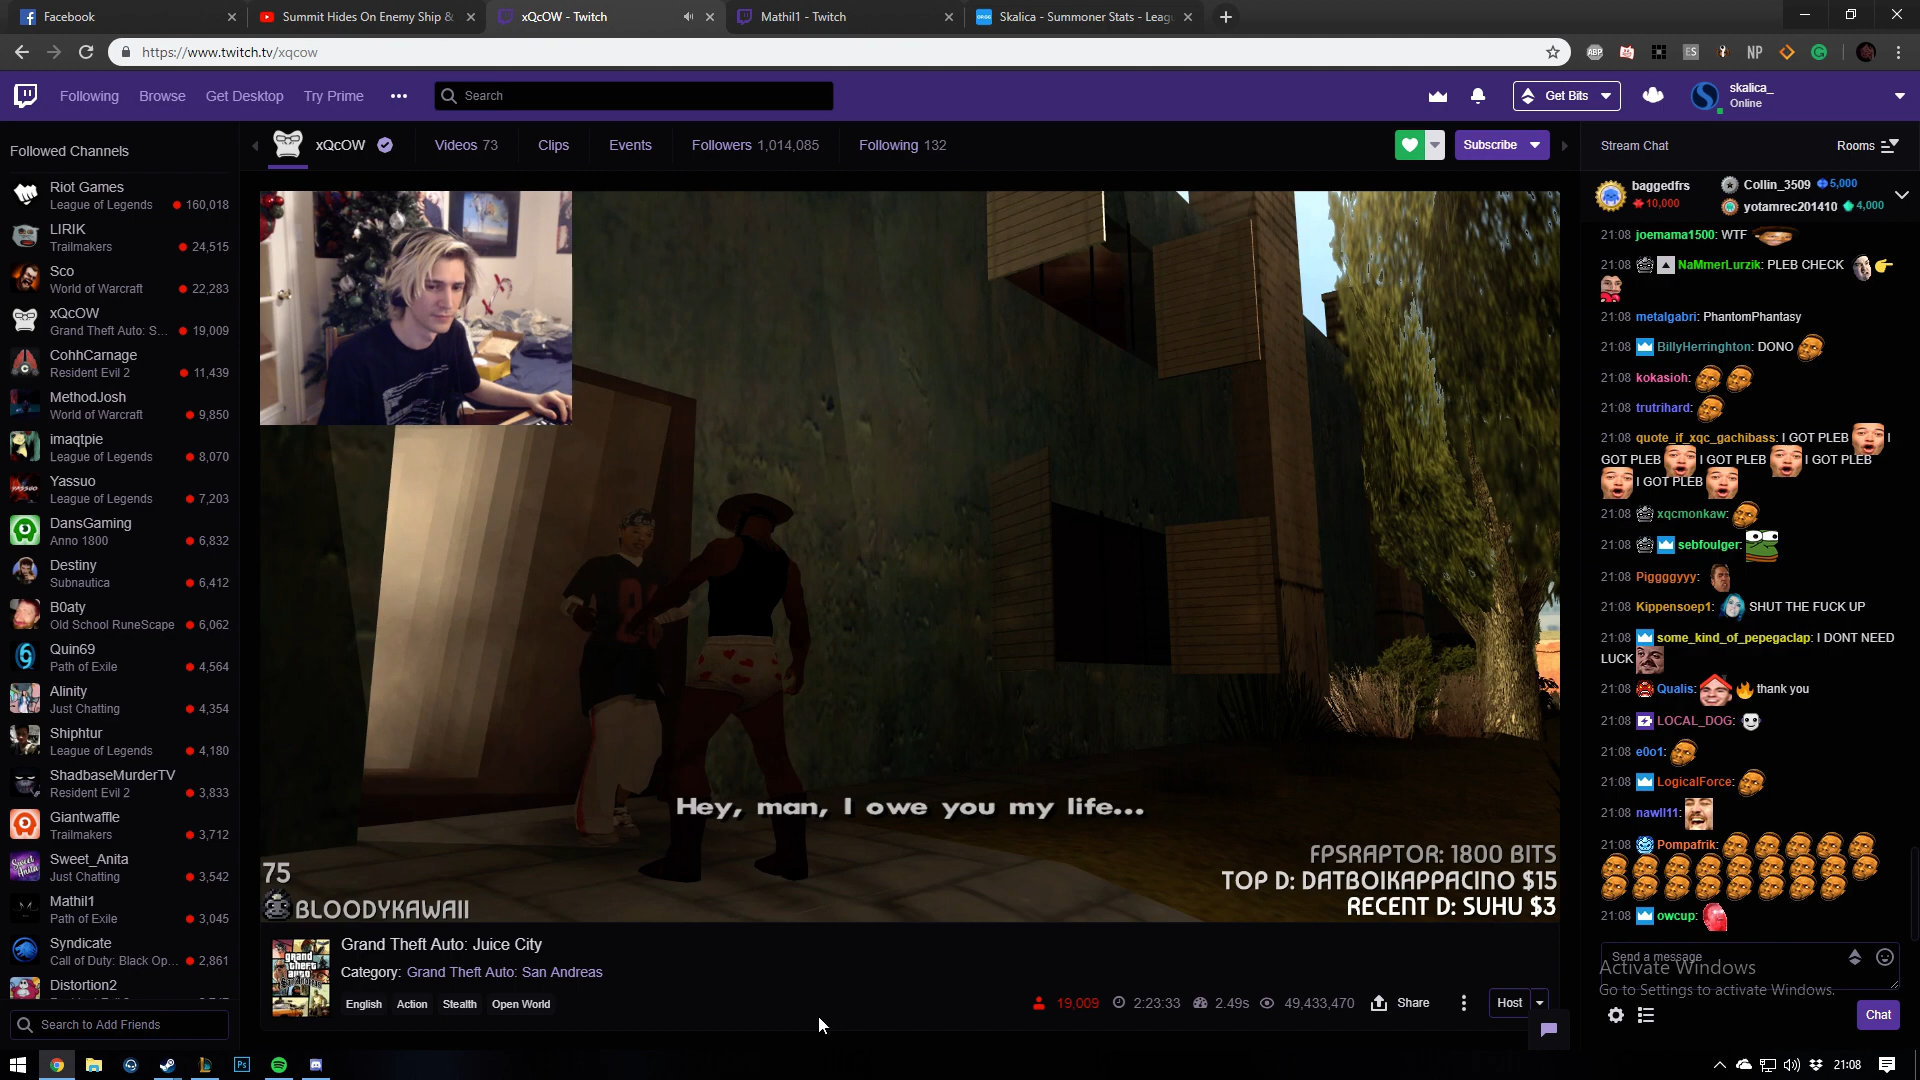 Facebook
Summit Hides On Enemy Ship &
xQcOW - Twitch
Mathil1 - Twitch
Skalica - Summoner Stats - Leag
https://www.twitch.tv/xqcow
ABP
ES
NP
Following
Browse
Get Desktop
Try Prime
Search
Get Bits
skalica_
Online
Followed Channels
Riot Games
League of Legends 160,018
LIRIK
Trailmakers 24,515
Sco
World of Warcraft 22,283
xQcOW
Grand Theft Auto: S... 19,009
CohhCarnage
Resident Evil 2 11,439
MethodJosh
World of Warcraft 9,850
imaqtpie
League of Legends 8,070
Yassuo
League of Legends 7,203
DansGaming
Anno 1800 6,832
Destiny
Subnautica 6,412
B0aty
Old School RuneScape 6,062
Quin69
Path of Exile 4,564
Alinity
Just Chatting 4,354
Shiphtur
League of Legends 4,180
ShadbaseMurderTV
Resident Evil 2 3,833
Giantwaffle
Trailmakers 3,712
Sweet_Anita
Just Chatting 3,542
Mathil1
Path of Exile 3,045
Syndicate
Call of Duty: Black Op... 2,861
Distortion2
Search to Add Friends
xQcOW
Videos 73
Clips
Events
Followers 1,014,085
Following 132
Subscribe
Hey, man, I owe you my life...
75
BLOODYKAWAII
FPSRAPTOR: 1800 BITS
TOP D: DATBOIKAPPACINO $15
RECENT D: SUHU $3
Grand Theft Auto: Juice City
Category: Grand Theft Auto: San Andreas
English
Action
Stealth
Open World
19,009
2:23:33
2.49s
49,433,470
Share
Host
Stream Chat
Rooms
baggedfrs
10,000
Collin_3509 5,000
yotamrec201410 4,000
21:08 joemama1500: WTF
21:08 NaMmerLurzik: PLEB CHECK
21:08 metalgabri: PhantomPhantasy
21:08 BillyHerringhton: DONO
21:08 kokasioh:
21:08 trutrihard:
21:08 quote_if_xqc_gachibass: I GOT PLEB I
GOT PLEB I GOT PLEB I GOT PLEB
I GOT PLEB
21:08 xqcmonkaw:
21:08 sebfoulger:
21:08 Piggggyyy:
21:08 Kippensoep1: SHUT THE FUCK UP
21:08 some_kind_of_pepegaclap: I DONT NEED
LUCK
21:08 Qualis: thank you
21:08 LOCAL_DOG:
21:08 e0o1:
21:08 LogicalForce:
21:08 nawll11:
21:08 Pompafrik:
21:08 owcup:
Send a message
Activate Windows
Go to Settings to activate Windows.
Chat
Ps
21:08